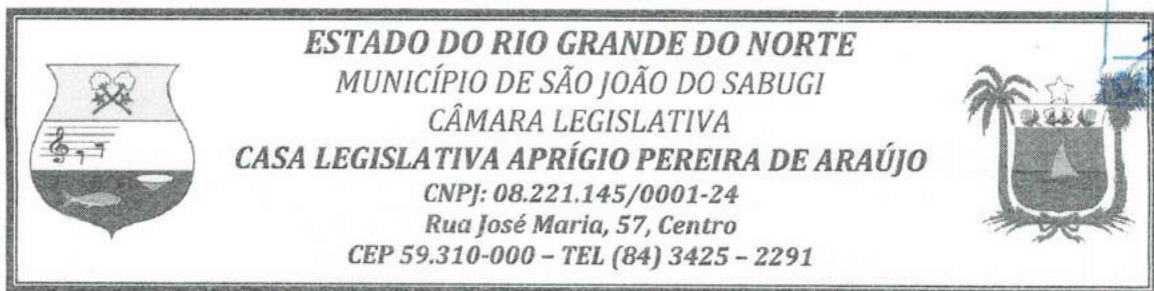 ESTADO DO RIO GRANDE DO NORTE
MUNICÍPIO DE SÃO JOÃO DO SABUGI
CÂMARA LEGISLATIVA
CASA LEGISLATIVA APRÍGIO PEREIRA DE ARAÚJO
CNPJ: 08.221.145/0001-24
Rua José Maria, 57, Centro
CEP 59.310-000 – TEL (84) 3425 – 2291